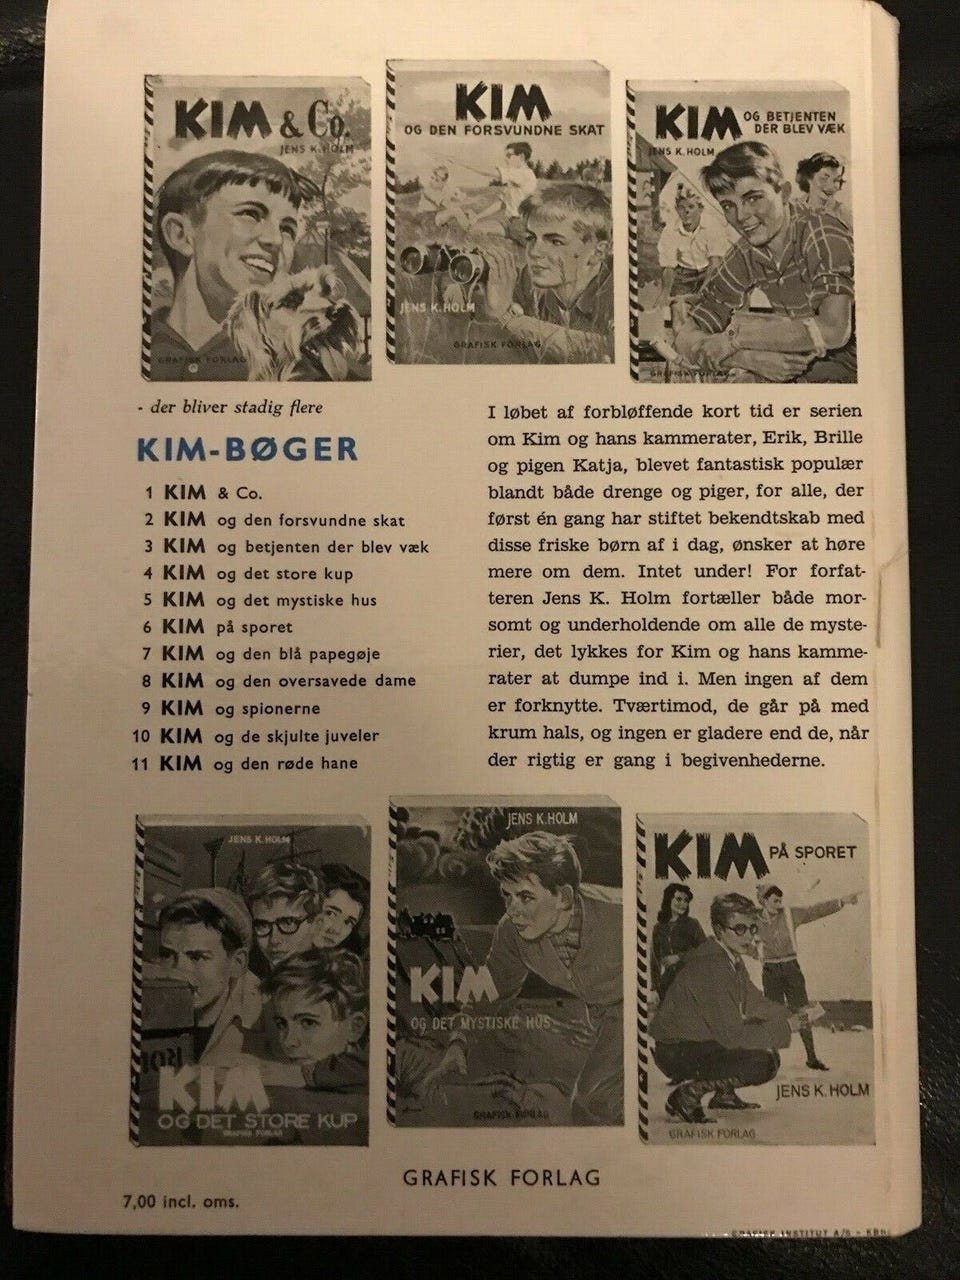 KIM & Co.
JENS K. HOLM
GRAFISK FORLAG
KIM
OG DEN FORSVUNDNE SKAT
JENS K. HOLM
GRAFISK FORLAG
KIM OG BETJENTEN
DER BLEV VÆK
JENS K. HOLM
GRAFISK FORLAG
- der bliver stadig flere
KIM-BØGER
1 KIM & Co.
2 KIM og den forsvundne skat
3 KIM og betjenten der blev væk
4 KIM og det store kup
5 KIM og det mystiske hus
6 KIM på sporet
7 KIM og den blå papegøje
8 KIM og den oversavede dame
9 KIM og spionerne
10 KIM og de skjulte juveler
11 KIM og den røde hane
I løbet af forbløffende kort tid er serien
om Kim og hans kammerater, Erik, Brille
og pigen Katja, blevet fantastisk populær
blandt både drenge og piger, for alle, der
først én gang har stiftet bekendtskab med
disse friske børn af i dag, ønsker at høre
mere om dem. Intet under! For forfat-
teren Jens K. Holm fortæller både mor-
somt og underholdende om alle de myste-
rier, det lykkes for Kim og hans kamme-
rater at dumpe ind i. Men ingen af dem
er forknytte. Tværtimod, de går på med
krum hals, og ingen er gladere end de, når
der rigtig er gang i begivenhederne.
JENS K. HOLM
KIM
OG DET STORE KUP
GRAFISK FORLAG
JENS K. HOLM
KIM
OG DET MYSTISKE HUS
GRAFISK FORLAG
KIM PÅ SPORET
JENS K. HOLM
GRAFISK FORLAG
GRAFISK FORLAG
7,00 incl. oms.
GRAFISK INSTITUT A/S -